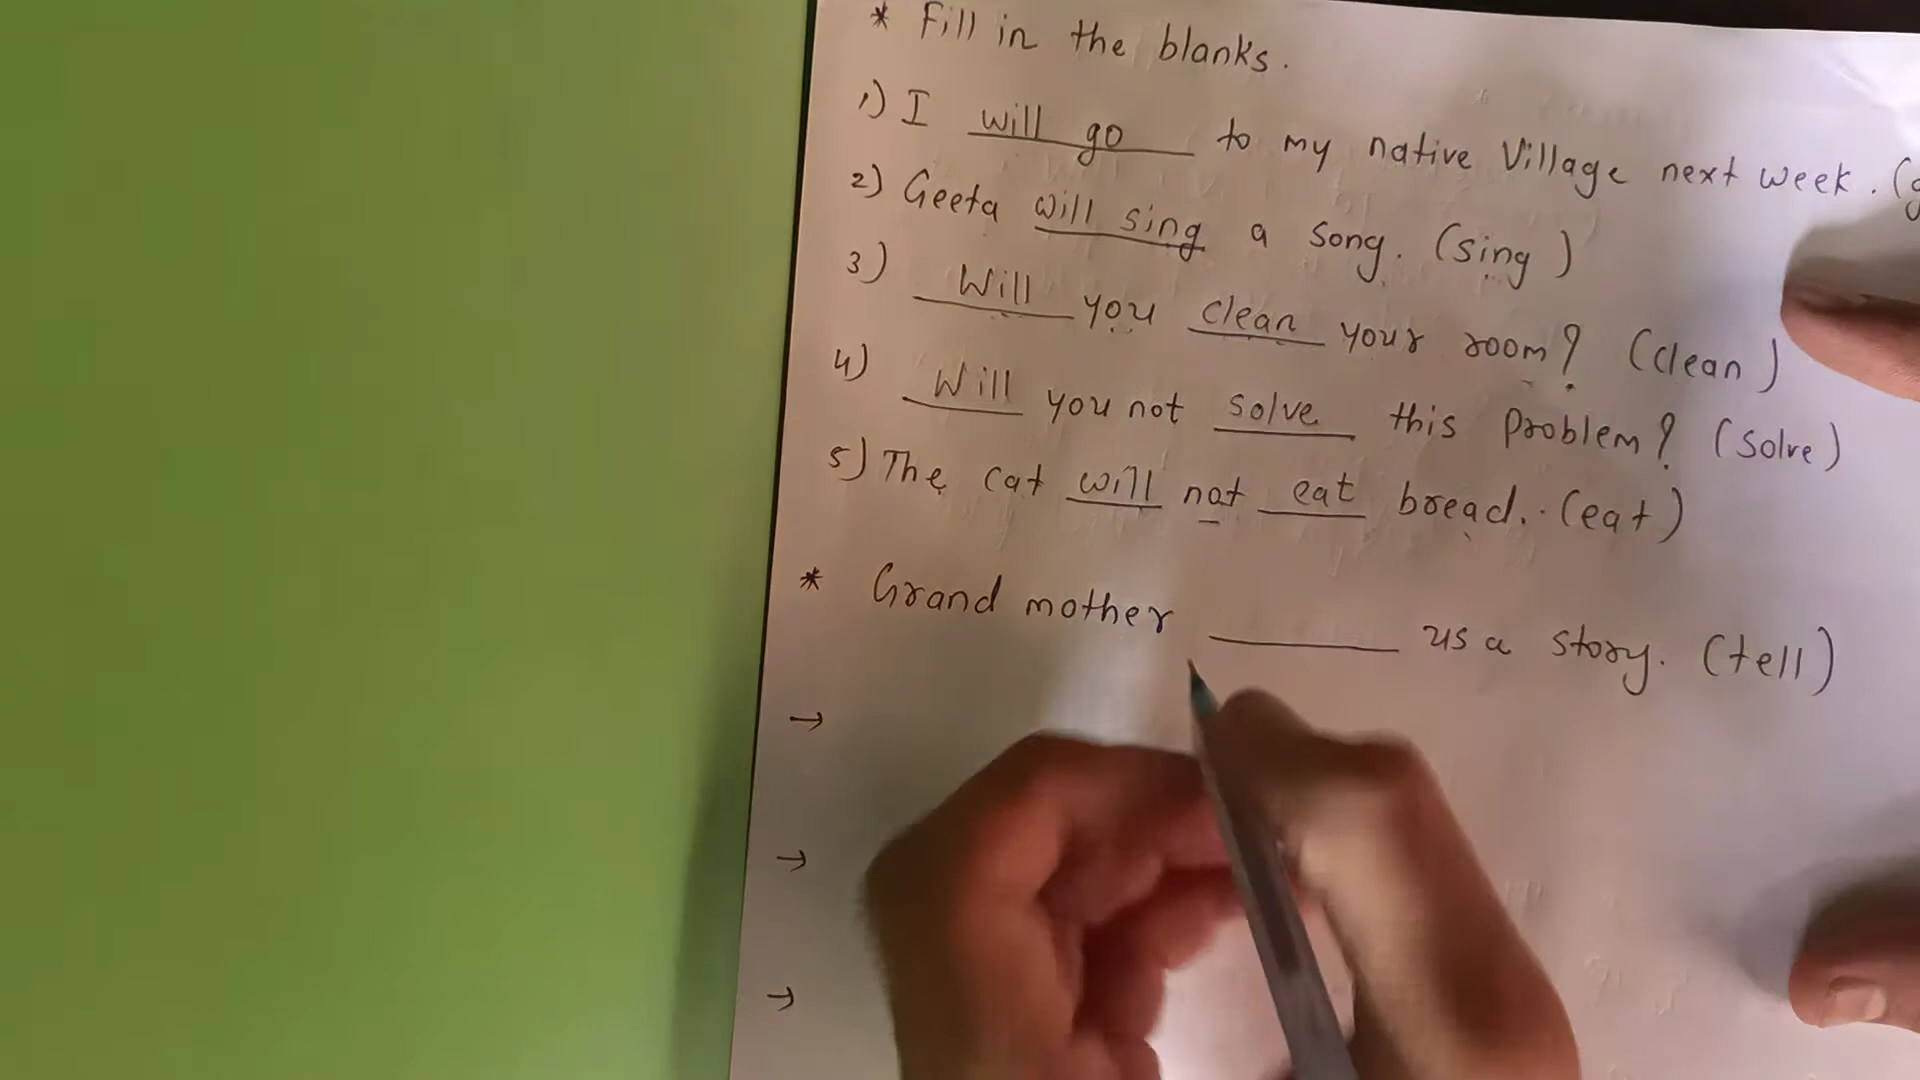 * Fill in the blanks.
1) I will go to my native Village next week. (g
2) Geeta will sing a song. (sing )
3) Will you clean your room? (clean )
4) Will you not solve this problem? (solve)
5) The cat will not eat bread. (eat)
* Grand mother ______ us a story. (tell)
→
→
→